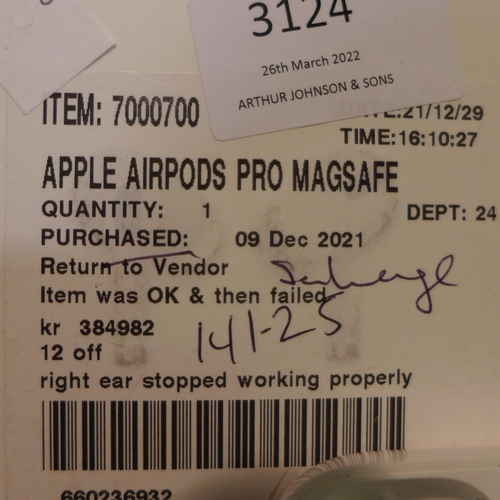 3124
26th March 2022
ARTHUR JOHNSON & SONS
ITEM: 7000700
DATE:21/12/29
TIME:16:10:27
APPLE AIRPODS PRO MAGSAFE
QUANTITY: 1
DEPT: 24
PURCHASED: 09 Dec 2021
Return to Vendor
Item was OK & then failed
kr 384982
141-25
12 off
right ear stopped working properly
660236932